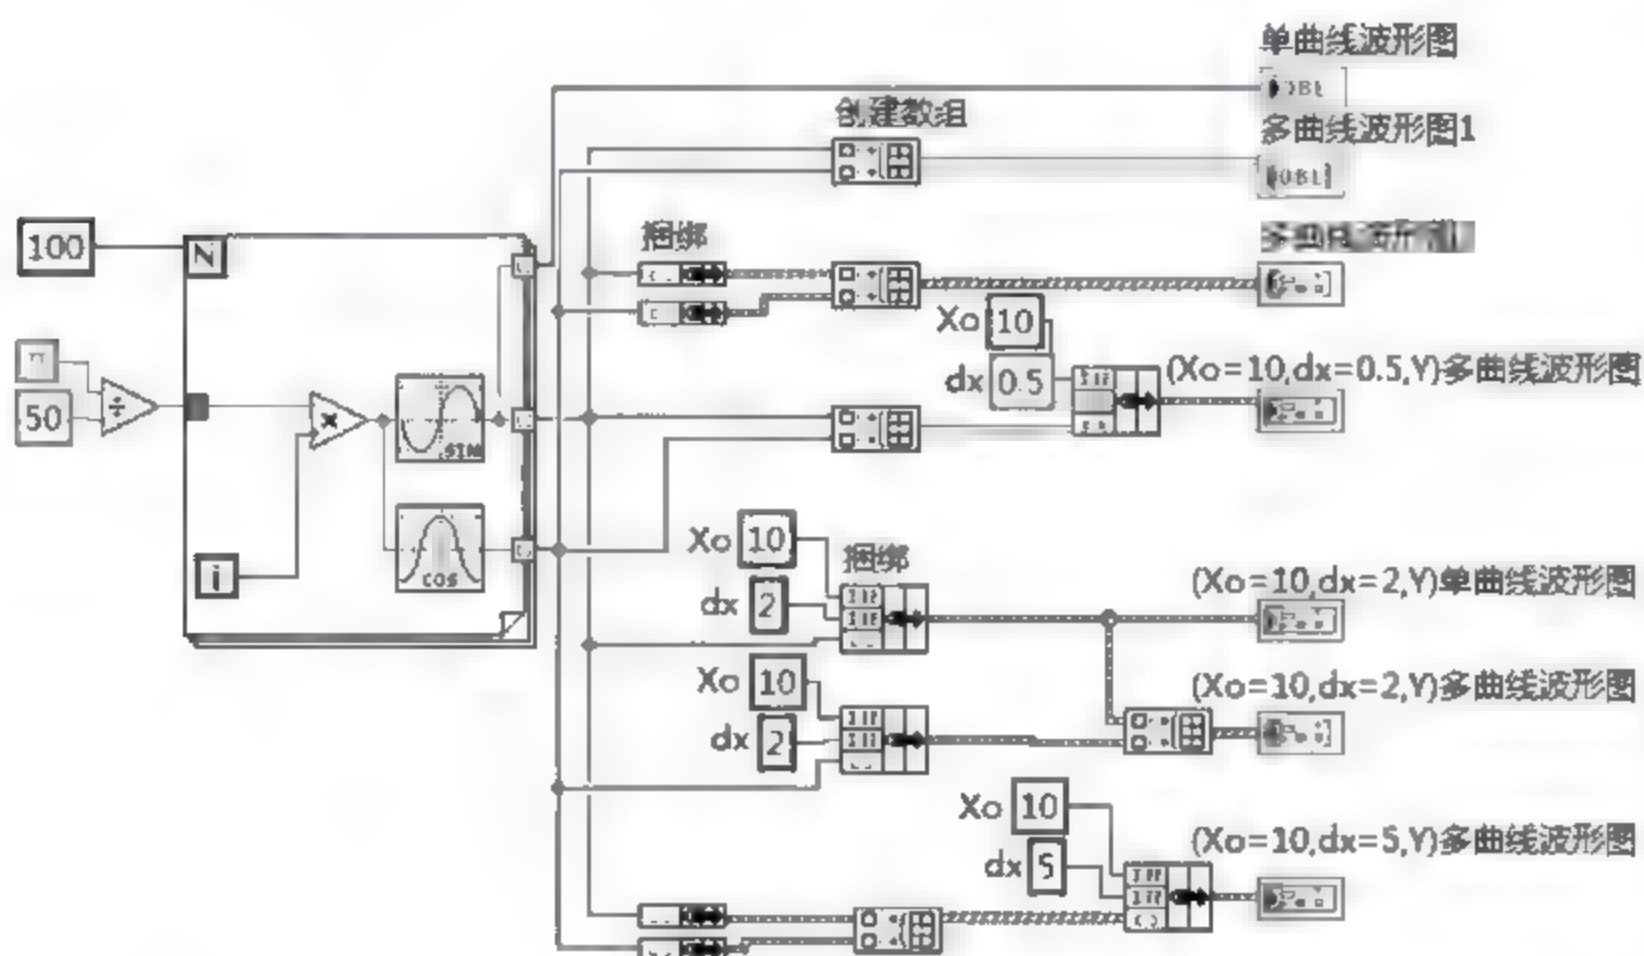 单曲线波形图
DBL
创建数组
多曲线波形图1
DBL
100
N
捆绑
Xo 10
π
50
dx 0.5
(Xo=10,dx=0.5,Y)多曲线波形图
SIN
Xo 10
捆绑
i
COS
dx 2
(Xo=10,dx=2,Y)单曲线波形图
Xo 10
(Xo=10,dx=2,Y)多曲线波形图
dx 2
Xo 10
(Xo=10,dx=5,Y)多曲线波形图
dx 5